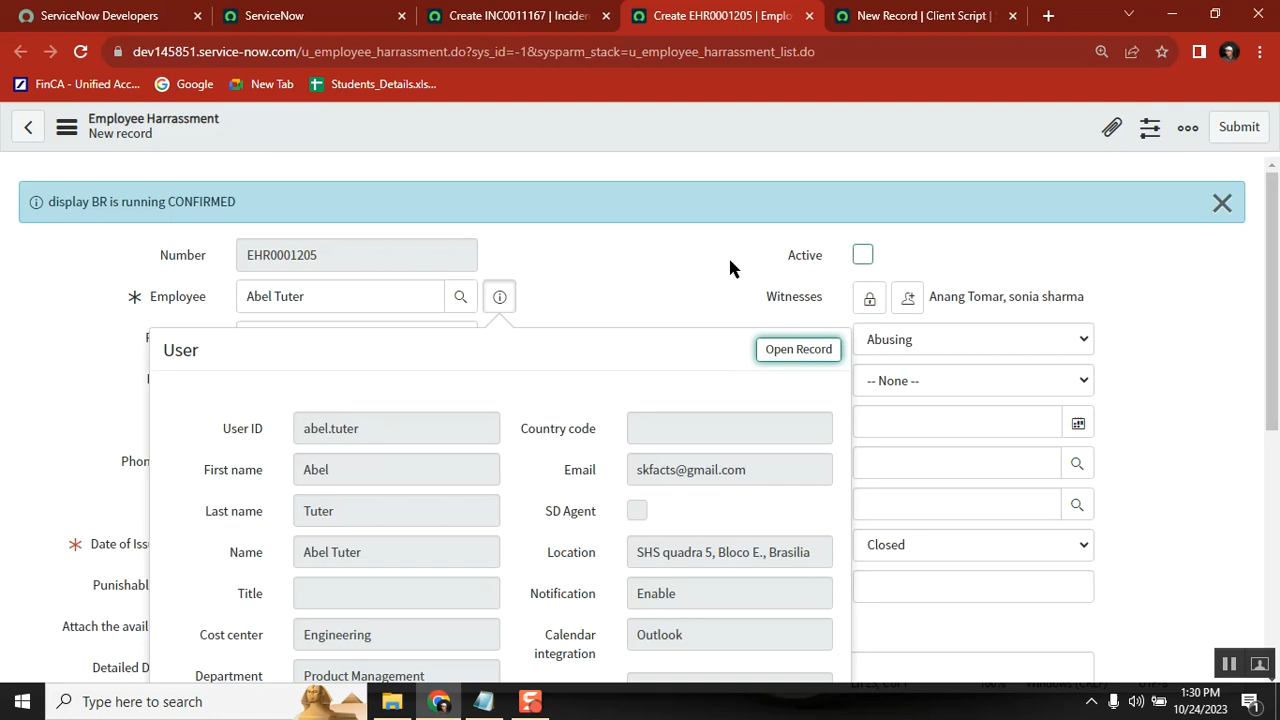 ServiceNow Developers
ServiceNow
Create INC0011167 | Inciden
Create EHR0001205 | Emplo
New Record | Client Script |
dev145851.service-now.com/u_employee_harrassment.do?sys_id=-1&sysparm_stack=u_employee_harrassment_list.do
FinCA - Unified Acc...
Google
New Tab
Students_Details.xls...
Employee Harrassment
New record
Submit
display BR is running CONFIRMED
Number
EHR0001205
Active
Employee
Abel Tuter
Witnesses
Anang Tomar, sonia sharma
User
Open Record
Abusing
-- None --
User ID
abel.tuter
Country code
Phon
First name
Abel
Email
skfacts@gmail.com
Last name
Tuter
SD Agent
Date of Iss
Name
Abel Tuter
Location
SHS quadra 5, Bloco E., Brasilia
Closed
Punishabl
Title
Notification
Enable
Attach the avail
Cost center
Engineering
Calendar
integration
Outlook
Detailed D
Department
Product Management
Type here to search
1:30 PM
10/24/2023
1